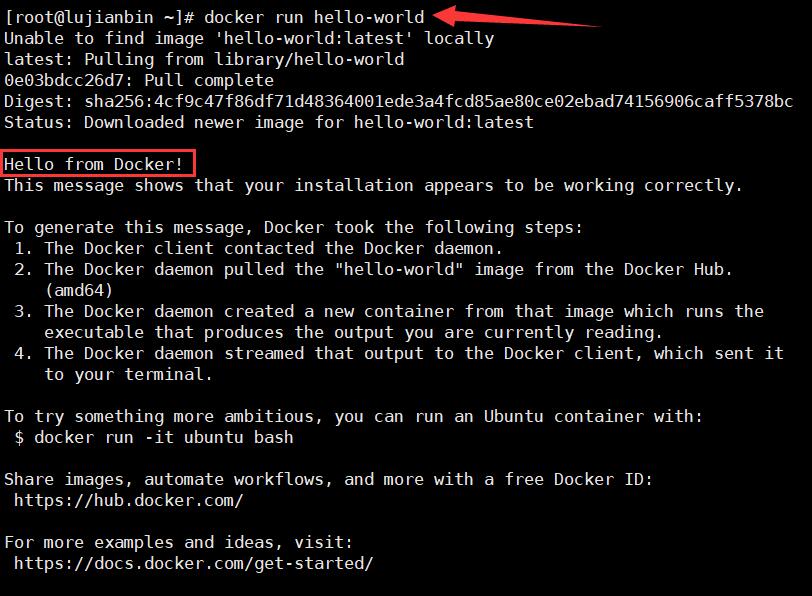 [root@lujianbin ~]# docker run hello-world
Unable to find image 'hello-world:latest' locally
latest: Pulling from library/hello-world
0e03bdcc26d7: Pull complete
Digest: sha256:4cf9c47f86df71d48364001ede3a4fcd85ae80ce02ebad74156906caff5378bc
Status: Downloaded newer image for hello-world:latest
Hello from Docker!
This message shows that your installation appears to be working correctly.
To generate this message, Docker took the following steps:
1. The Docker client contacted the Docker daemon.
2. The Docker daemon pulled the "hello-world" image from the Docker Hub.
(amd64)
3. The Docker daemon created a new container from that image which runs the
executable that produces the output you are currently reading.
4. The Docker daemon streamed that output to the Docker client, which sent it
to your terminal.
To try something more ambitious, you can run an Ubuntu container with:
$ docker run -it ubuntu bash
Share images, automate workflows, and more with a free Docker ID:
https://hub.docker.com/
For more examples and ideas, visit:
https://docs.docker.com/get-started/